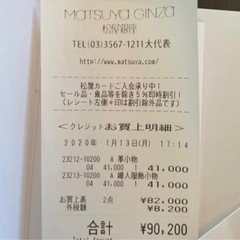 MATSUYA GINZA
松屋銀座
TEL(03)3567-1211大代表
http://www.matsuya.com/
松屋カードご入会承り中!
セール品・食品等を除き5%即時割引!
(レシート左側*印は割引除外品です)
<クレジットお買上明細>
2020年 1月13日(月) 17:14
23212-10200 A 革小物
04 41,000 1 41,000
23213-10200 A 婦人服飾小物
03 41,000 1 41,000
お買上高 2点 ¥82,000
外税額 ¥8,200
合計 ¥90,200